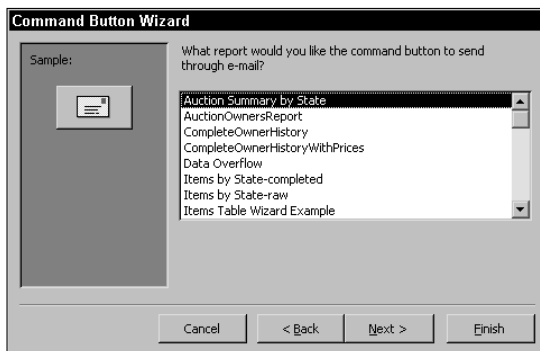 Command Button Wizard
Sample:
What report would you like the command button to send
through e-mail?
Auction Summary by State
AuctionOwnersReport
CompleteOwnerHistory
CompleteOwnerHistoryWithPrices
Data Overflow
Items by State-completed
Items by State-raw
Items Table Wizard Example
Cancel
< Back
Next >
Finish